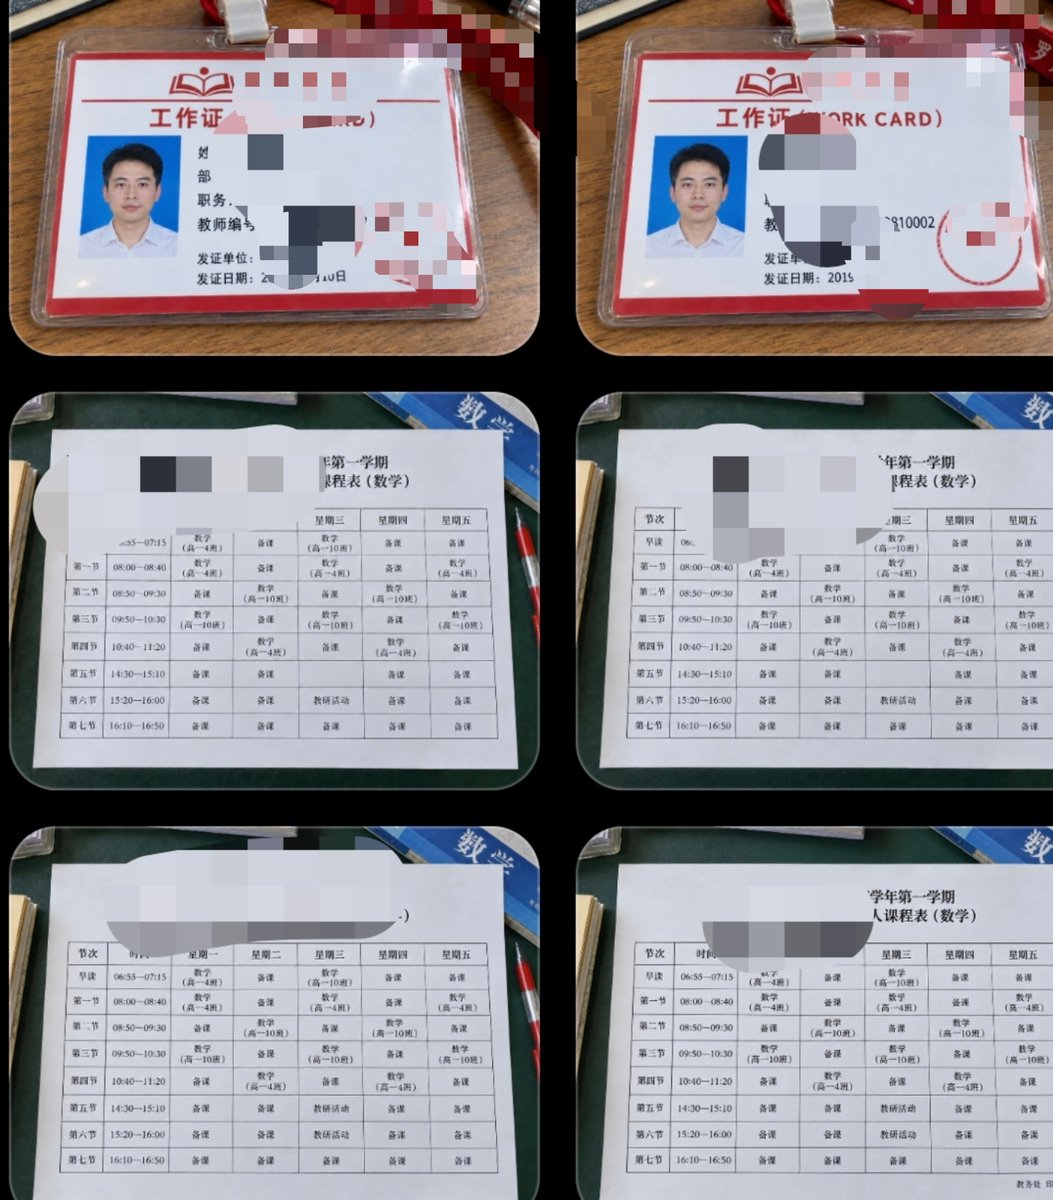 工作证
职务
教师编号
发证单位:
发证日期: 2
10日
工作证 (WORK CARD)
0810002
发证单
发证日期: 2019
数学
年第一学期
课程表 (数学)
星期三 星期四 星期五
55—07:15 数学 (高一4班) 备课 数学 (高一10班) 备课 备课
第一节 08:00—08:40 数学 (高一4班) 备课 数学 (高一4班) 备课 数学 (高一4班)
第二节 08:50—09:30 备课 数学 (高一10班) 备课 数学 (高一10班) 备课
第三节 09:50—10:30 数学 (高一10班) 备课 数学 (高一10班) 备课 数学 (高一10班)
第四节 10:40—11:20 备课 数学 (高一4班) 备课 数学 (高一4班) 备课
第五节 14:30—15:10 备课 备课 备课 备课
第六节 15:20—16:00 备课 备课 教研活动 备课 备课
第七节 16:10—16:50 备课 备课 备课 备课 备课
数
年第一学期
课程表 (数学)
节次 星期四 星期五
早读 06: 备课 数学 (高一10班) 备课 备课
第一节 08:00—08:40 数学 (高一4班) 备课 数学 (高一4班) 备课 数学 (高一4班)
第二节 08:50—09:30 备课 数学 (高一10班) 备课 数学 (高一10班) 备课
第三节 09:50—10:30 数学 (高一10班) 备课 数学 (高一10班) 备课 数学 (高一10班)
第四节 10:40—11:20 备课 数学 (高一4班) 备课 数学 (高一4班) 备课
第五节 14:30—15:10 备课 备课 备课 备课
第六节 15:20—16:00 备课 备课 教研活动 备课 备课
第七节 16:10—16:50 备课 备课 备课 备课 备课
数学
节次 时间 星期一 星期二 星期三 星期四 星期五
早读 06:55—07:15 数学 (高一4班) 备课 数学 (高一10班) 备课 备课
第一节 08:00—08:40 数学 (高一4班) 备课 数学 (高一4班) 备课 数学 (高一4班)
第二节 08:50—09:30 备课 数学 (高一10班) 备课 数学 (高一10班) 备课
第三节 09:50—10:30 数学 (高一10班) 备课 数学 (高一10班) 备课 数学 (高一10班)
第四节 10:40—11:20 备课 数学 (高一4班) 备课 数学 (高一4班) 备课
第五节 14:30—15:10 备课 备课 教研活动 备课 备课
第六节 15:20—16:00 备课 备课 教研活动 备课 备课
第七节 16:10—16:50 备课 备课 备课 备课 备课
数
学年第一学期
人课程表 (数学)
节次 时间 星期三 星期四 星期五
早读 06:55—07:15 数学 (高一4班) 备课 数学 (高一10班) 备课 备课
第一节 08:00—08:40 数学 (高一4班) 备课 数学 (高一4班) 备课 数学 (高一4班)
第二节 08:50—09:30 备课 数学 (高一10班) 备课 数学 (高一10班) 备课
第三节 09:50—10:30 数学 (高一10班) 备课 数学 (高一10班) 备课 数学 (高一10班)
第四节 10:40—11:20 备课 数学 (高一4班) 备课 数学 (高一4班) 备课
第五节 14:30—15:10 备课 备课 教研活动 备课 备课
第六节 15:20—16:00 备课 备课 教研活动 备课 备课
第七节 16:10—16:50 备课 备课 备课 备课 备课
教务处 印